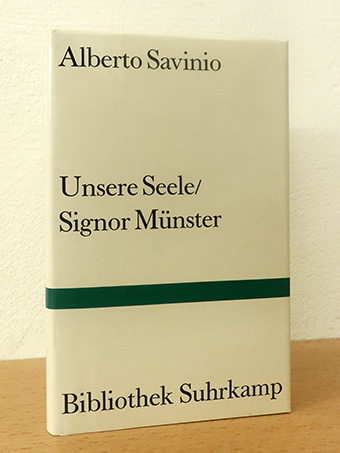 Alberto Savinio
Unsere Seele/
Signor Münster
Bibliothek Suhrkamp